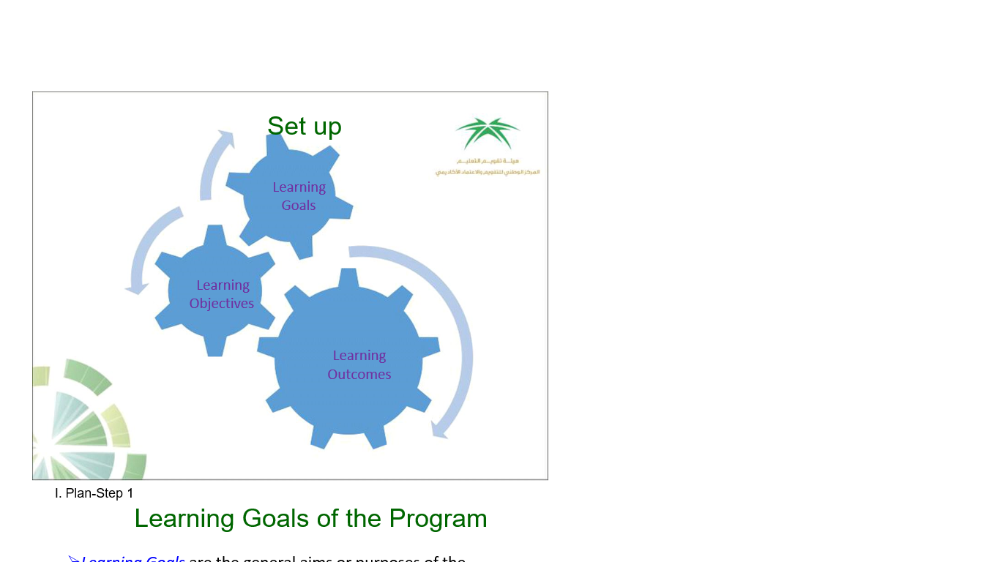 Set up
هيئة تقويم التعليم
المركز الوطني للتقويم والاعتماد الأكاديمي
Learning
Goals
Learning
Objectives
Learning
Outcomes
I. Plan-Step 1
Learning Goals of the Program
➢Learning Goals are the general aims or purposes of the